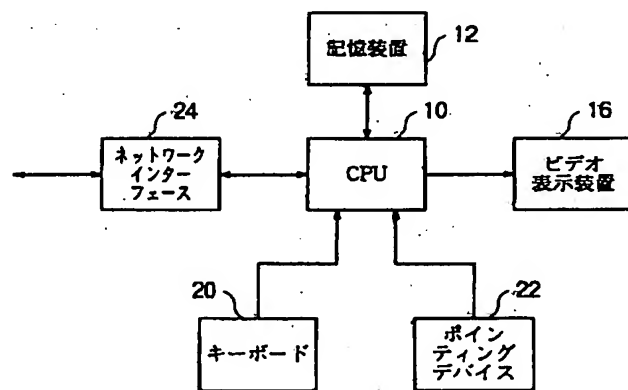 12
記憶装置
24
10
16
ネットワーク
インター
フェース
CPU
ビデオ
表示装置
20
22
キーボード
ポイン
ティング
デバイス